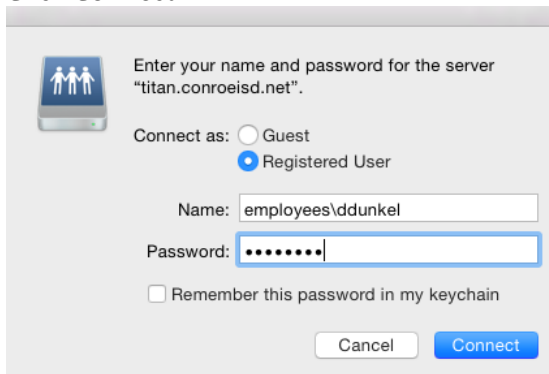 Enter your name and password for the server
“titan.conroeisd.net”.
Connect as: Guest
Registered User
Name: employees\ddunkel
Password: ••••••••
Remember this password in my keychain
Cancel Connect